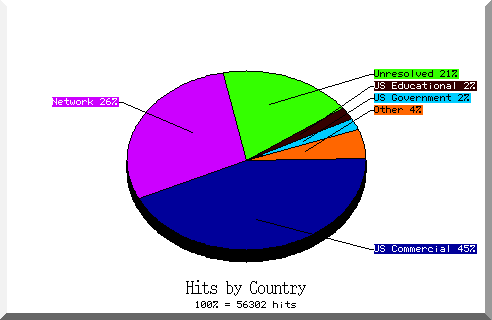 Unresolved 21%
US Educational 2%
Network 26%
US Government 2%
Other 4%
US Commercial 45%
Hits by Country
100% = 56302 hits